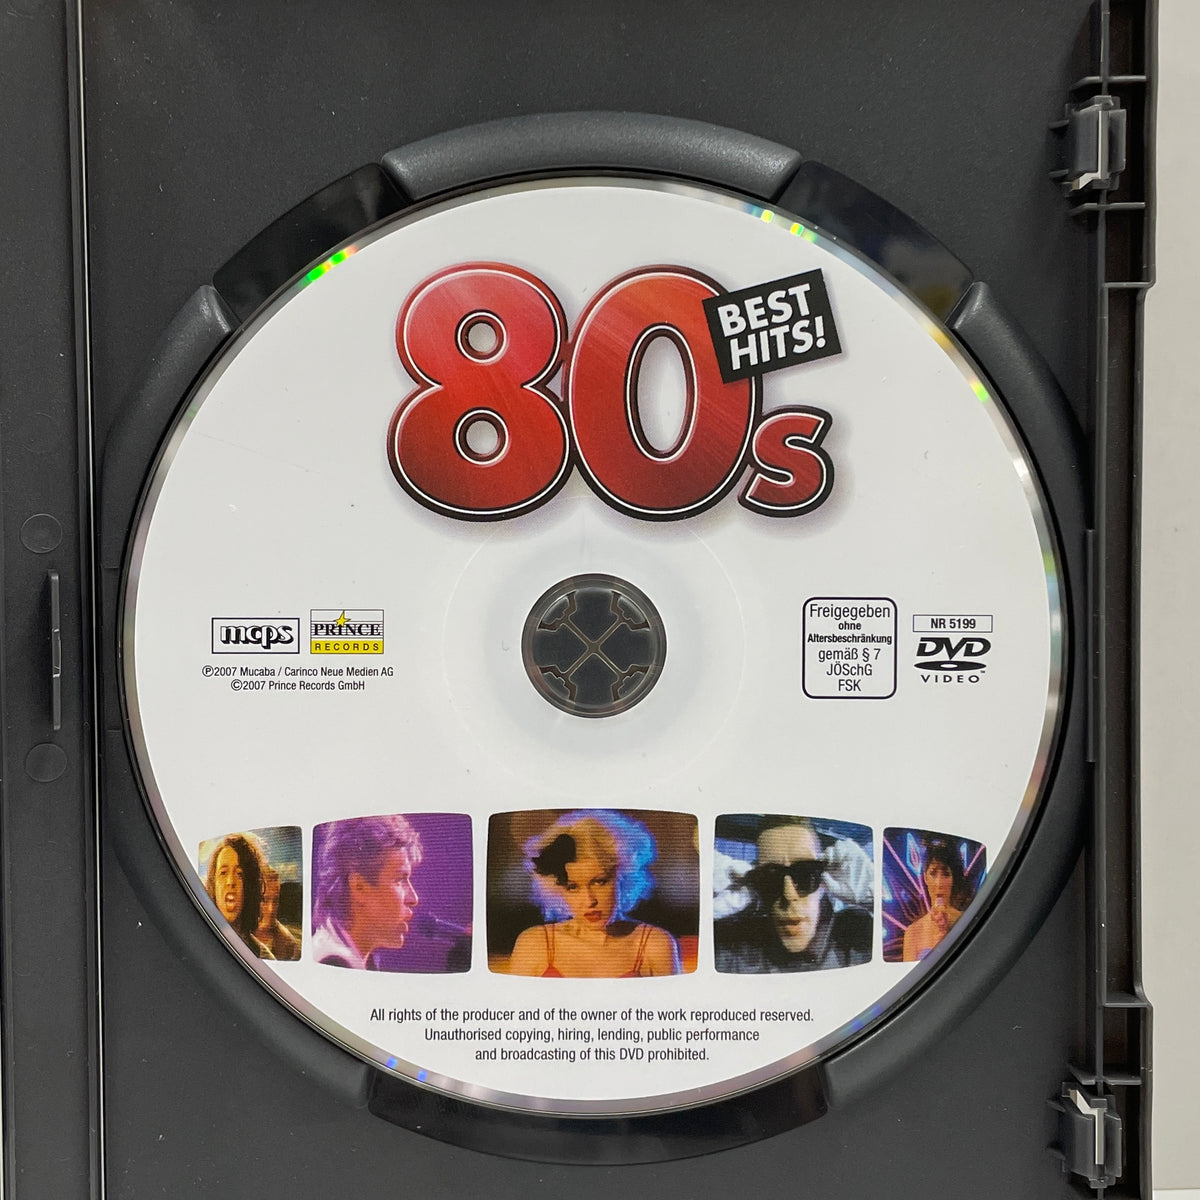 80s
BEST
HITS!
mcps
PRINCE
RECORDS
℗2007 Mucaba / Carinco Neue Medien AG
©2007 Prince Records GmbH
Freigegeben
ohne
Altersbeschränkung
gemäß § 7
JÖSchG
FSK
NR 5199
DVD
VIDEO™
All rights of the producer and of the owner of the work reproduced reserved.
Unauthorised copying, hiring, lending, public performance
and broadcasting of this DVD prohibited.